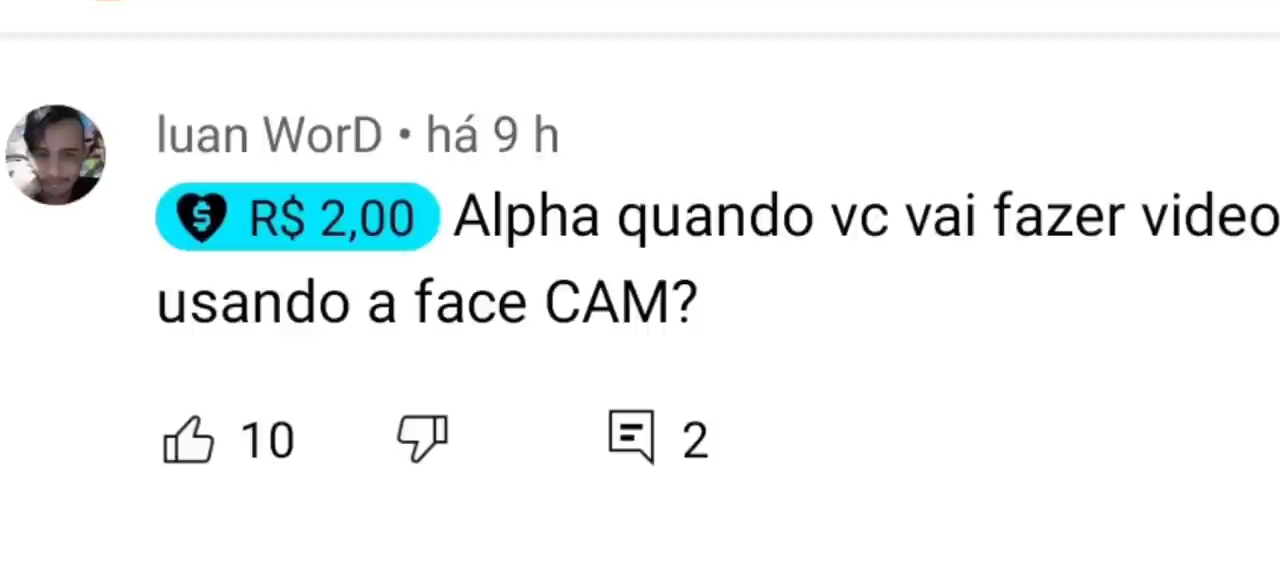 luan WorD • há 9 h
R$ 2,00 Alpha quando vc vai fazer video
usando a face CAM?
10 2